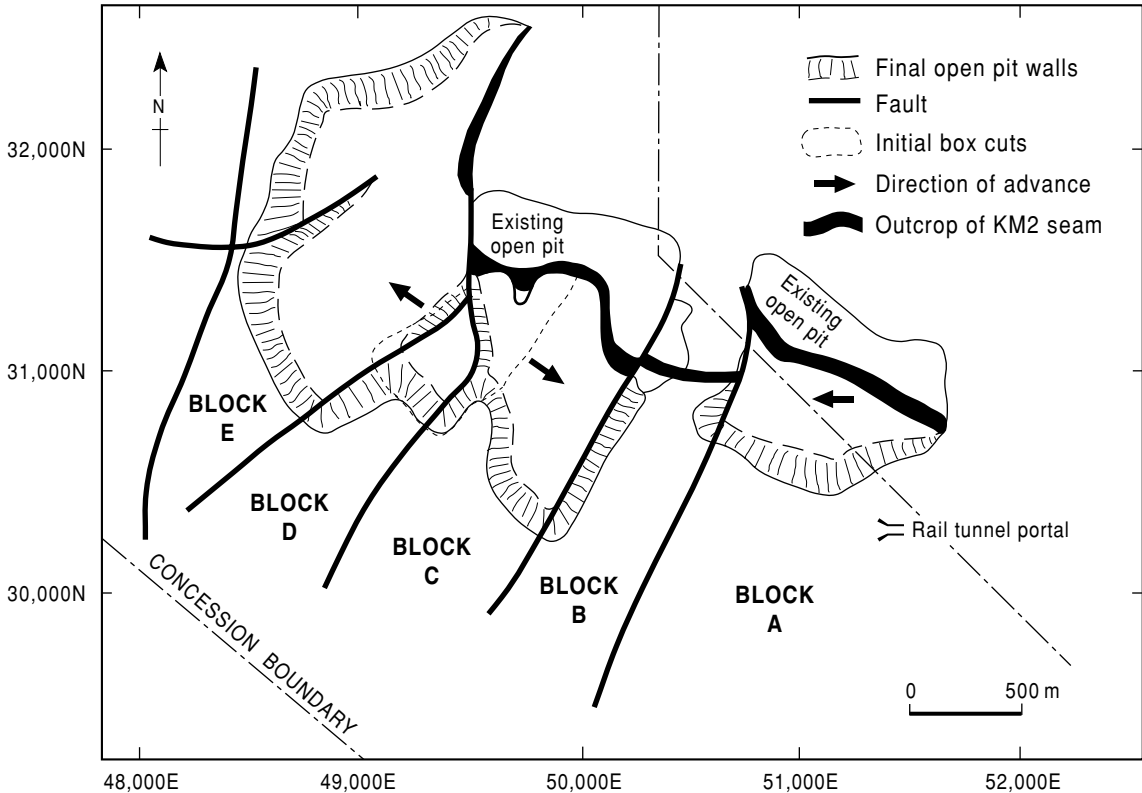 N
Final open pit walls
Fault
Initial box cuts
Direction of advance
Outcrop of KM2 seam
32,000N
31,000N
30,000N
Existing
open pit
Existing
open pit
BLOCK
E
BLOCK
D
BLOCK
C
BLOCK
B
BLOCK
A
Rail tunnel portal
CONCESSION BOUNDARY
0 500 m
48,000E 49,000E 50,000E 51,000E 52,000E